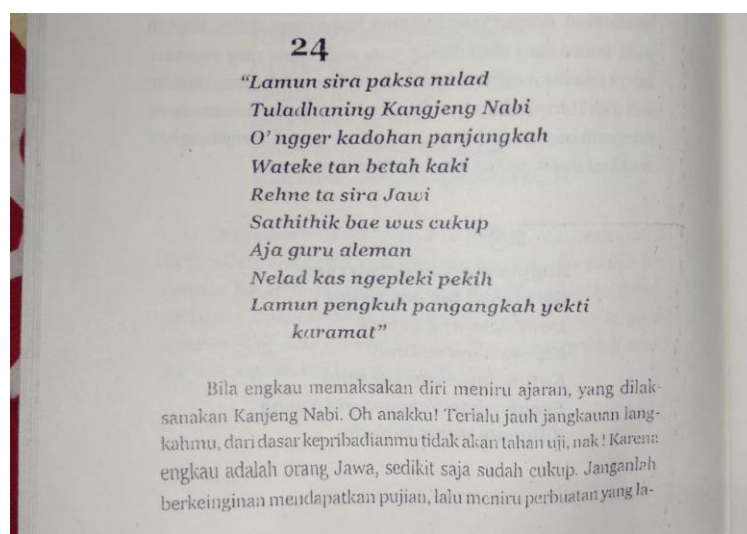 24
“Lamun sira paksa nulad
Tuladhaning Kangjeng Nabi
O’ ngger kadohan panjangkah
Wateke tan betah kaki
Rehne ta sira Jawi
Sathithik bae wus cukup
Aja guru aleman
Nelad kas ngepleki pekih
Lamun pengkuh pangangkah yekti
karamat”
Bila engkau memaksakan diri meniru ajaran, yang dilak-
sanakan Kanjeng Nabi. Oh anakku! Terlalu jauh jangkauan lang-
kahmu, dari dasar kepribadianmu tidak akan tahan uji, nak ! Karena
engkau adalah orang Jawa, sedikit saja sudah cukup. Janganlah
berkeinginan mendapatkan pujian, lalu meniru perbuatan yang la-